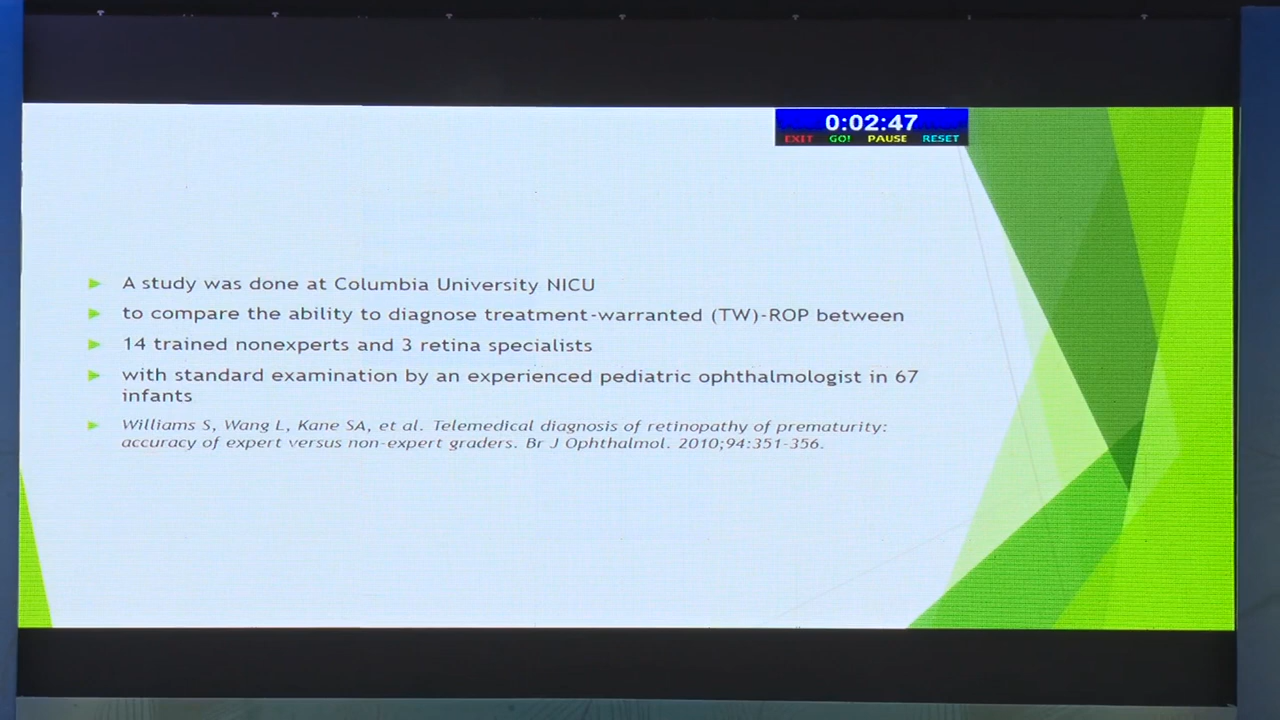 0:02:47
EXIT GO! PAUSE RESET
A study was done at Columbia University NICU
to compare the ability to diagnose treatment-warranted (TW)-ROP between
14 trained nonexperts and 3 retina specialists
with standard examination by an experienced pediatric ophthalmologist in 67
infants
Williams S, Wang L, Kane SA, et al. Telemedical diagnosis of retinopathy of prematurity:
accuracy of expert versus non-expert graders. Br J Ophthalmol. 2010;94:351-356.